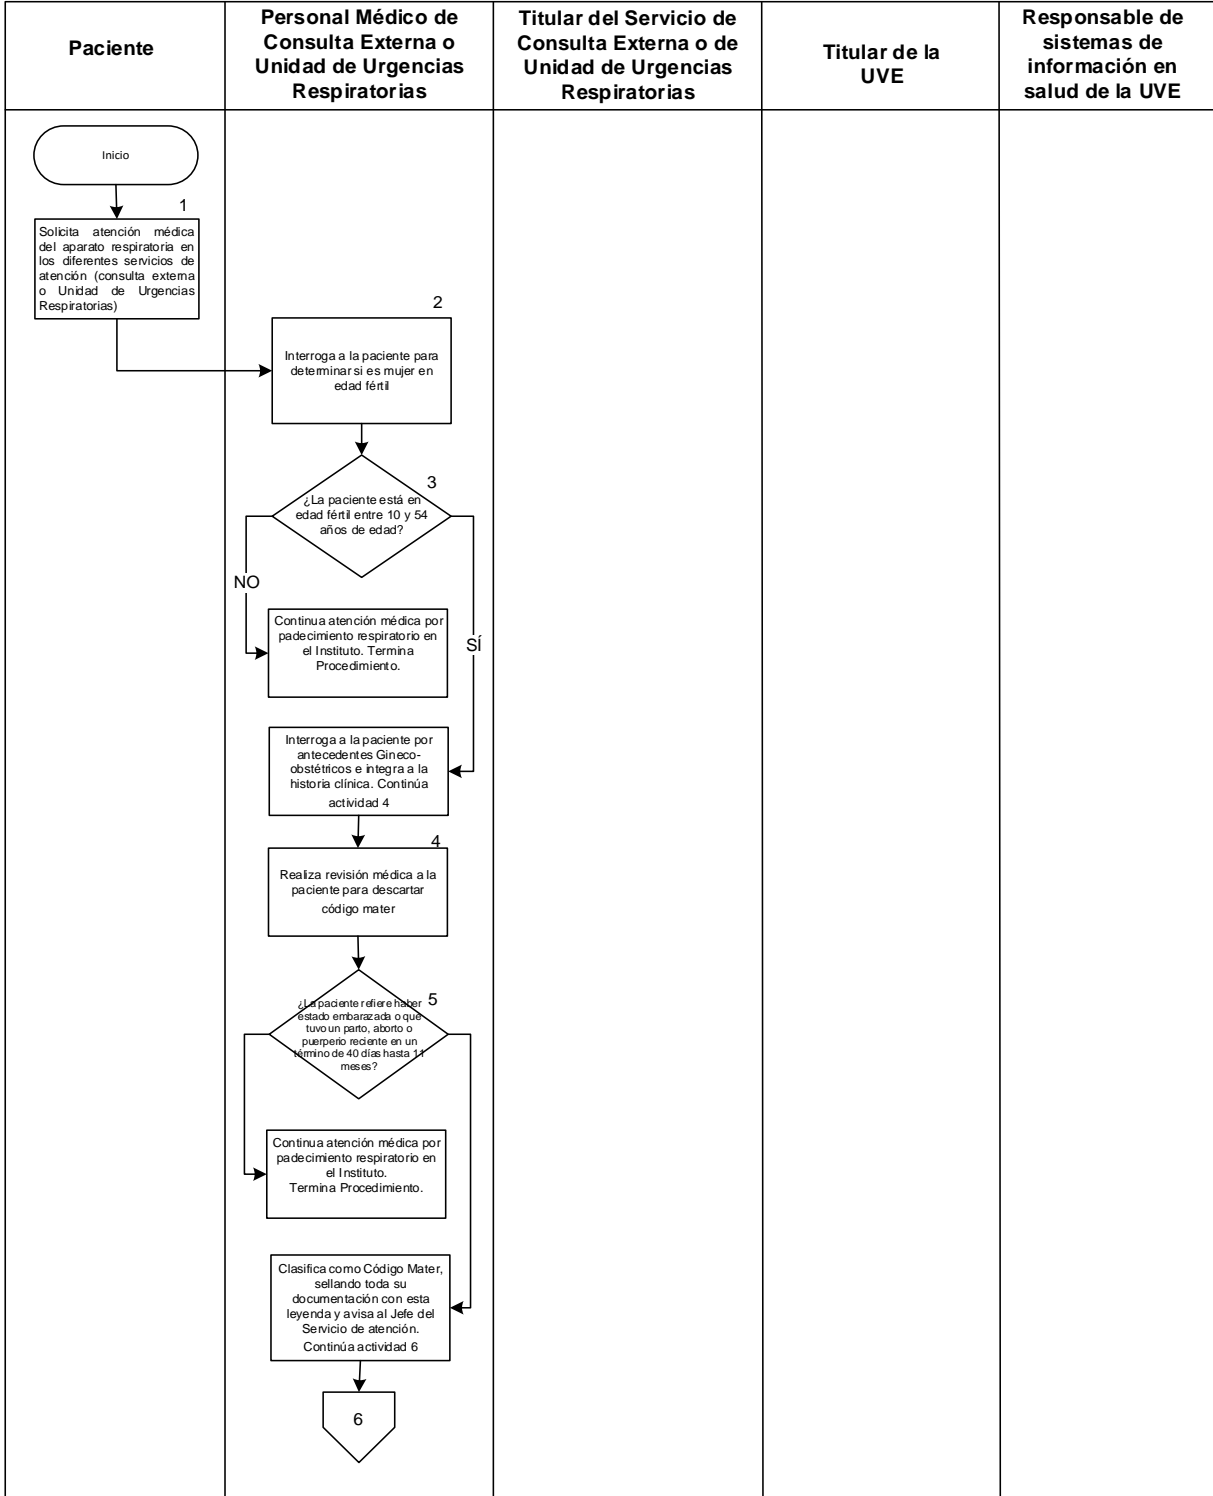 Paciente
Personal Médico de
Consulta Externa o
Unidad de Urgencias
Respiratorias
Titular del Servicio de
Consulta Externa o de
Unidad de Urgencias
Respiratorias
Titular de la
UVE
Responsable de
sistemas de
información en
salud de la UVE
Inicio
1
Solicita atención médica
del aparato respiratoria en
los diferentes servicios de
atención (consulta externa
o Unidad de Urgencias
Respiratorias)
2
Interroga a la paciente para
determinar si es mujer en
edad fértil
3
¿La paciente está en
edad fértil entre 10 y 54
años de edad?
NO
SÍ
Continua atención médica por
padecimiento respiratorio en
el Instituto. Termina
Procedimiento.
Interroga a la paciente por
antecedentes Gineco-
obstétricos e integra a la
historia clínica. Continúa
actividad 4
4
Realiza revisión médica a la
paciente para descartar
código mater
5
¿La paciente refiere haber
estado embarazada o que
tuvo un parto, aborto o
puerperio reciente en un
término de 40 días hasta 11
meses?
Continua atención médica por
padecimiento respiratorio en
el Instituto.
Termina Procedimiento.
Clasifica como Código Mater,
sellando toda su
documentación con esta
leyenda y avisa al Jefe del
Servicio de atención.
Continúa actividad 6
6